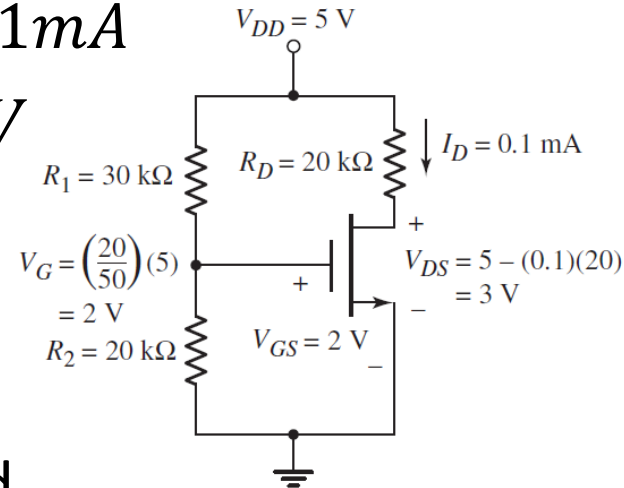 1mA
V_DD = 5 V
V
R_1 = 30 kΩ
R_D = 20 kΩ
I_D = 0.1 mA
V_G = (20/50)(5)
= 2 V
+
+
V_DS = 5 – (0.1)(20)
= 3 V
–
R_2 = 20 kΩ
V_GS = 2 V
–